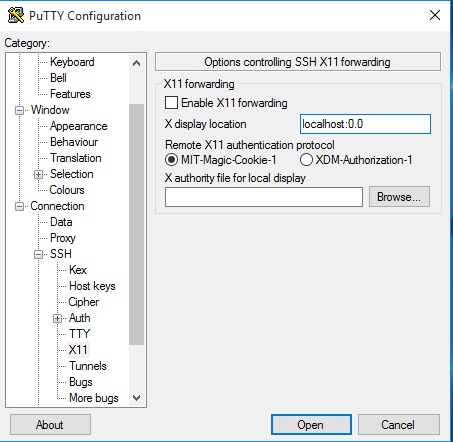 PuTTY Configuration
Category:
Keyboard
Bell
Features
Window
Appearance
Behaviour
Translation
Selection
Colours
Connection
Data
Proxy
SSH
Kex
Host keys
Cipher
Auth
TTY
X11
Tunnels
Bugs
More bugs
Options controlling SSH X11 forwarding
X11 forwarding
Enable X11 forwarding
X display location localhost:0.0
Remote X11 authentication protocol
MIT-Magic-Cookie-1 XDM-Authorization-1
X authority file for local display
Browse...
About Open Cancel